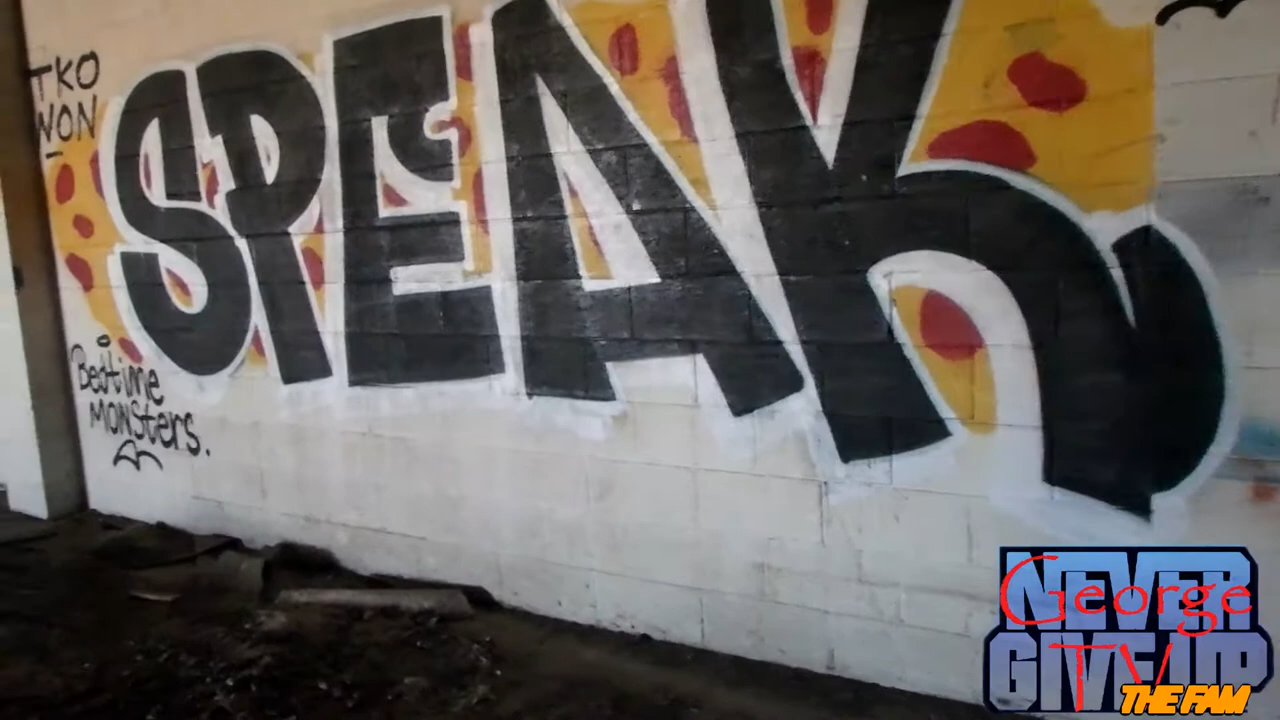 TKO
WON
SPEAK
Bedtime
MONSters.
NEVER
George
GIVE UP
TV
THE FAM